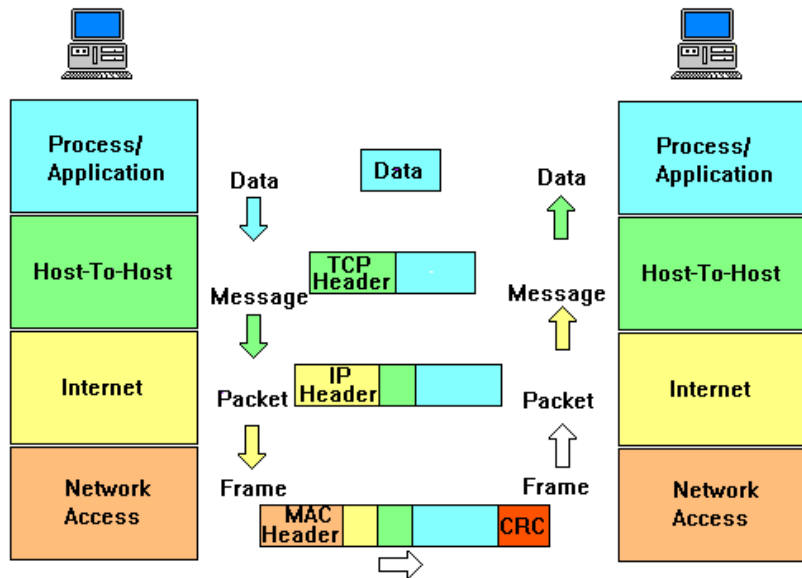 Process/
Application
Host-To-Host
Internet
Network
Access
Data
Message
Packet
Frame
Data
TCP
Header
IP
Header
MAC
Header
CRC
Data
Message
Packet
Frame
Process/
Application
Host-To-Host
Internet
Network
Access